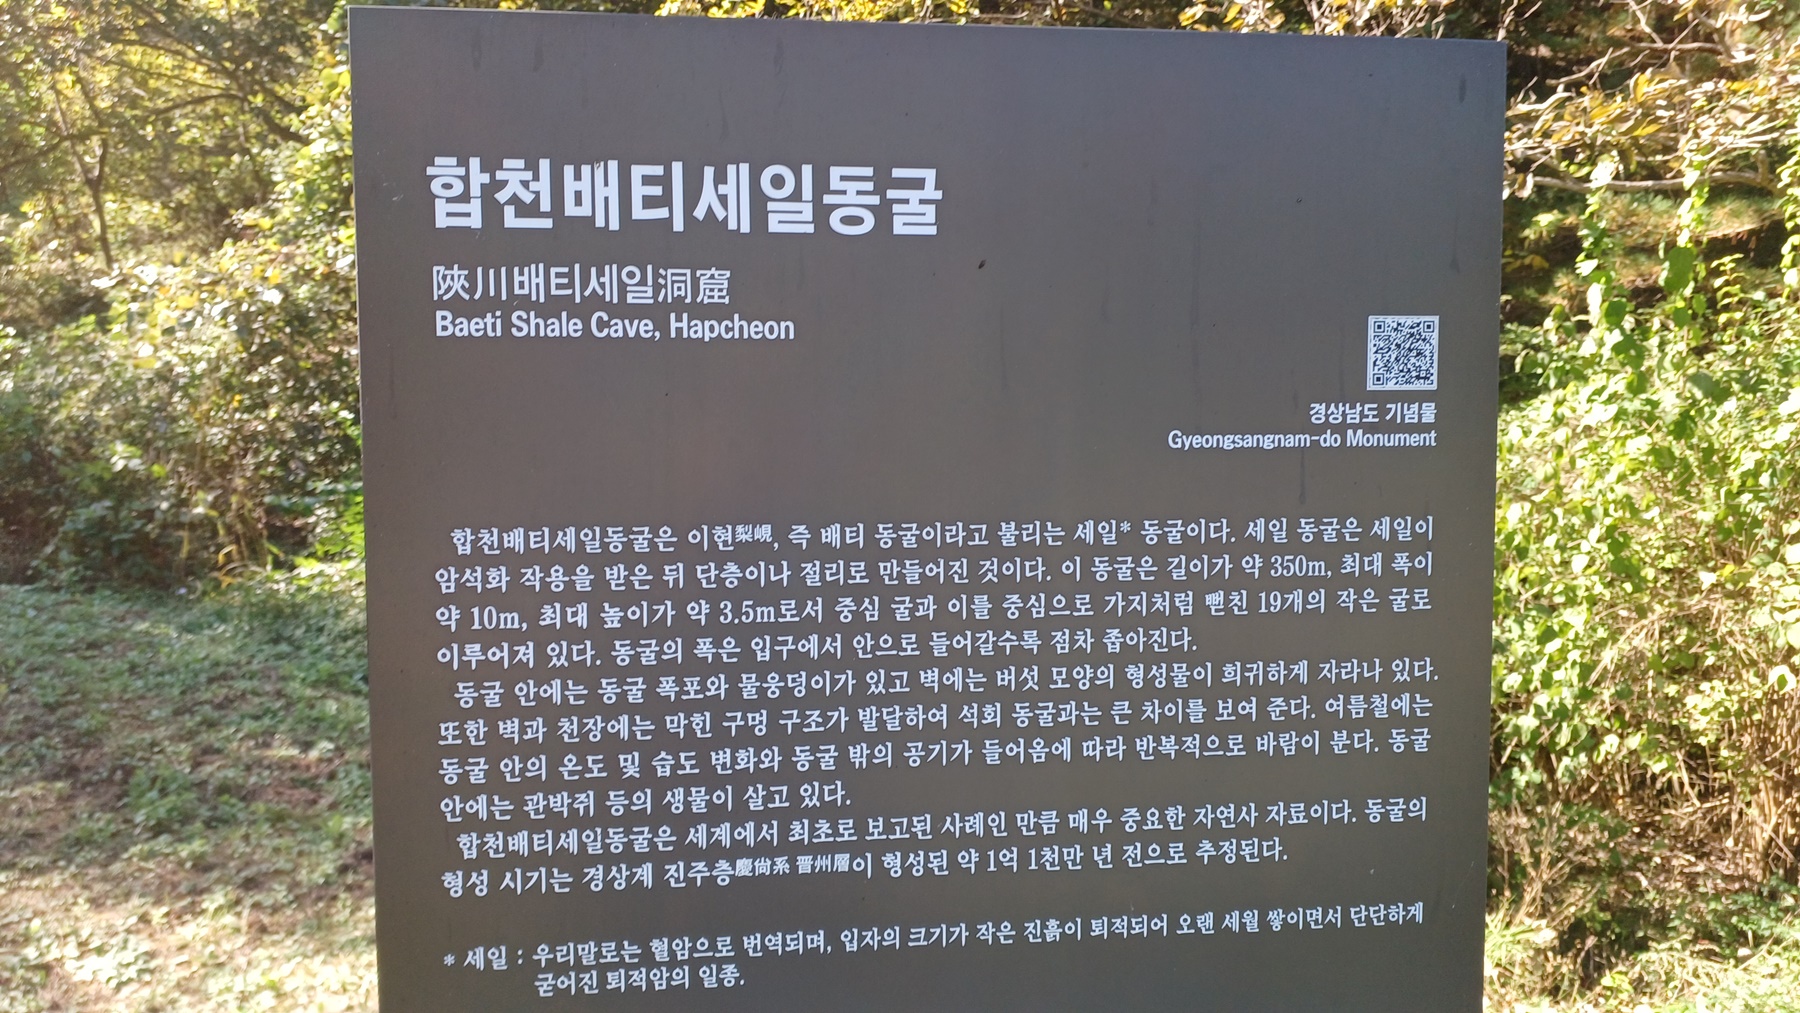 합천배티세일동굴
陜川배티세일洞窟
Baeti Shale Cave, Hapcheon
경상남도 기념물
Gyeongsangnam-do Monument
합천배티세일동굴은 이현梨峴, 즉 배티 동굴이라고 불리는 세일* 동굴이다. 세일 동굴은 세일이
암석화 작용을 받은 뒤 단층이나 절리로 만들어진 것이다. 이 동굴은 길이가 약 350m, 최대 폭이
약 10m, 최대 높이가 약 3.5m로서 중심 굴과 이를 중심으로 가지처럼 뻗친 19개의 작은 굴로
이루어져 있다. 동굴의 폭은 입구에서 안으로 들어갈수록 점차 좁아진다.
동굴 안에는 동굴 폭포와 물웅덩이가 있고 벽에는 버섯 모양의 형성물이 희귀하게 자라나 있다.
또한 벽과 천장에는 막힌 구멍 구조가 발달하여 석회 동굴과는 큰 차이를 보여 준다. 여름철에는
동굴 안의 온도 및 습도 변화와 동굴 밖의 공기가 들어옴에 따라 반복적으로 바람이 분다. 동굴
안에는 관박쥐 등의 생물이 살고 있다.
합천배티세일동굴은 세계에서 최초로 보고된 사례인 만큼 매우 중요한 자연사 자료이다. 동굴의
형성 시기는 경상계 진주층慶尙系 晋州層이 형성된 약 1억 1천만 년 전으로 추정된다.
* 세일 : 우리말로는 혈암으로 번역되며, 입자의 크기가 작은 진흙이 퇴적되어 오랜 세월 쌓이면서 단단하게
굳어진 퇴적암의 일종.